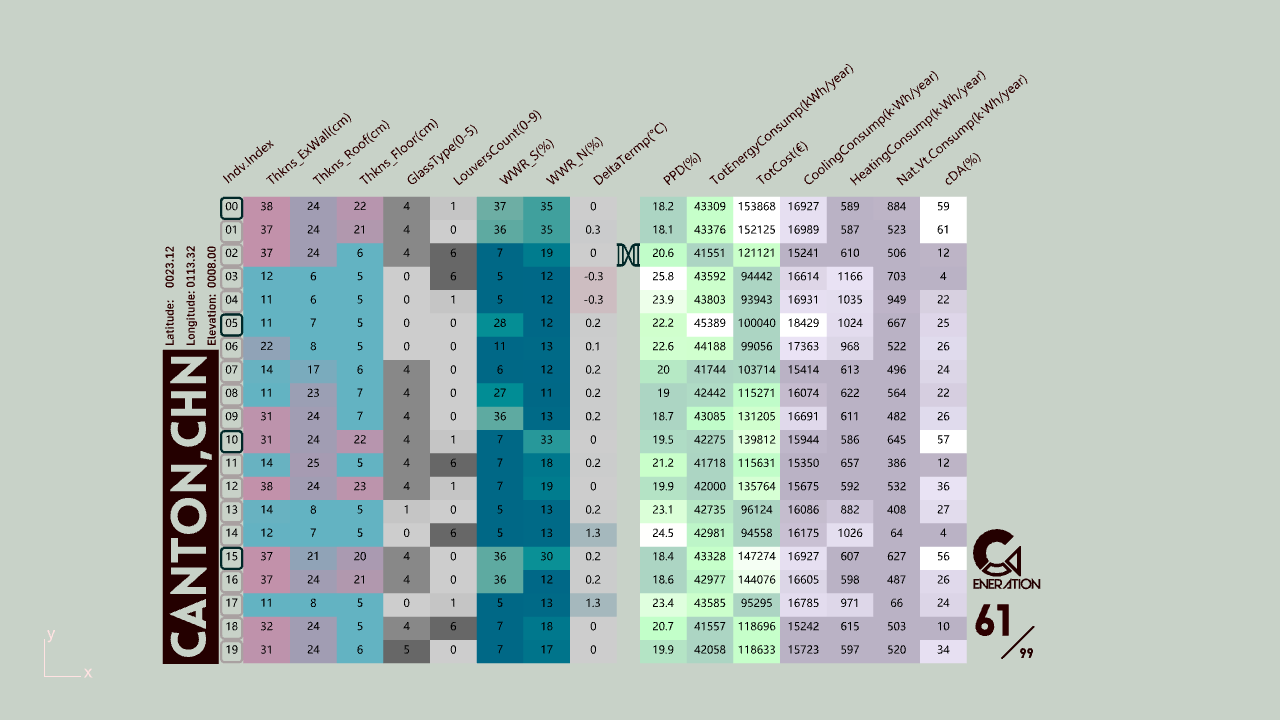 Indv.Index Thkns_ExWall(cm) Thkns_Roof(cm) Thkns_Floor(cm) GlassType(0-5) LouversCount(0-9) WWR_S(%) WWR_N(%) DeltaTermp(°C) PPD(%) TotEnergyConsump(kWh/year) TotCost(€) CoolingConsump(k·Wh/year) HeatingConsump(k·Wh/year) Nat.Vt.Consump(k·Wh/year) cDA(%)
00 38 24 22 4 1 37 35 0 18.2 43309 153868 16927 589 884 59
01 37 24 21 4 0 36 35 0.3 18.1 43376 152125 16989 587 523 61
02 37 24 6 4 6 7 19 0 20.6 41551 121121 15241 610 506 12
03 12 6 5 0 6 5 12 -0.3 25.8 43592 94442 16614 1166 703 4
04 11 6 5 0 1 5 12 -0.3 23.9 43803 93943 16931 1035 949 22
05 11 7 5 0 0 28 12 0.2 22.2 45389 100040 18429 1024 667 25
06 22 8 5 0 0 11 13 0.1 22.6 44188 99056 17363 968 522 26
07 14 17 6 4 0 6 12 0.2 20 41744 103714 15414 613 496 24
08 11 23 7 4 0 27 11 0.2 19 42442 115271 16074 622 564 22
09 31 24 7 4 0 36 13 0.2 18.7 43085 131205 16691 611 482 26
10 31 24 22 4 1 7 33 0 19.5 42275 139812 15944 586 645 57
11 14 25 5 4 6 7 18 0.2 21.2 41718 115631 15350 657 386 12
12 38 24 23 4 1 7 19 0 19.9 42000 135764 15675 592 532 36
13 14 8 5 1 0 5 13 0.2 23.1 42735 96124 16086 882 408 27
14 12 7 5 0 6 5 13 1.3 24.5 42981 94558 16175 1026 64 4
15 37 21 20 4 0 36 30 0.2 18.4 43328 147274 16927 607 627 56
16 37 24 21 4 0 36 12 0.2 18.6 42977 144076 16605 598 487 26
17 11 8 5 0 1 5 13 1.3 23.4 43585 95295 16785 971 66 24
18 32 24 5 4 6 7 18 0 20.7 41557 118696 15242 615 503 10
19 31 24 6 5 0 7 17 0 19.9 42058 118633 15723 597 520 34
Latitude: 0023.12
Longitude: 0113.32
Elevation: 0008.00
CANTON,CHN
GENERATION
61/99
y
x